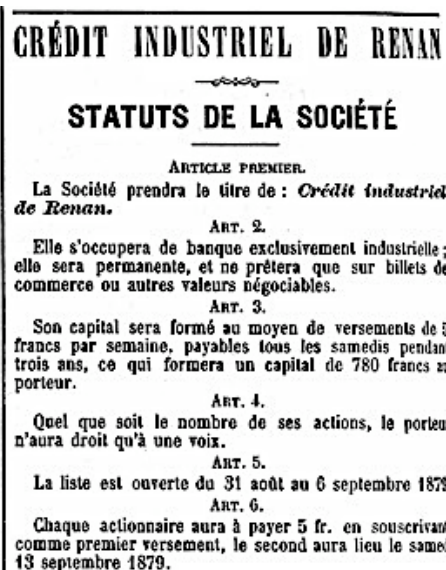 CRÉDIT INDUSTRIEL DE RENAN
STATUTS DE LA SOCIÉTÉ
ARTICLE PREMIER.
La Société prendra le titre de : Crédit industriel
de Renan.
ART. 2.
Elle s'occupera de banque exclusivement industrielle ;
elle sera permanente, et ne prêtera que sur billets de
commerce ou autres valeurs négociables.
ART. 3.
Son capital sera formé au moyen de versements de 5
francs par semaine, payables tous les samedis pendant
trois ans, ce qui formera un capital de 780 francs au
porteur.
ART. 4.
Quel que soit le nombre de ses actions, le porteur
n'aura droit qu'à une voix.
ART. 5.
La liste est ouverte du 31 août au 6 septembre 1879
ART. 6.
Chaque actionnaire aura à payer 5 fr. en souscrivant
comme premier versement, le second aura lieu le samedi
13 septembre 1879.